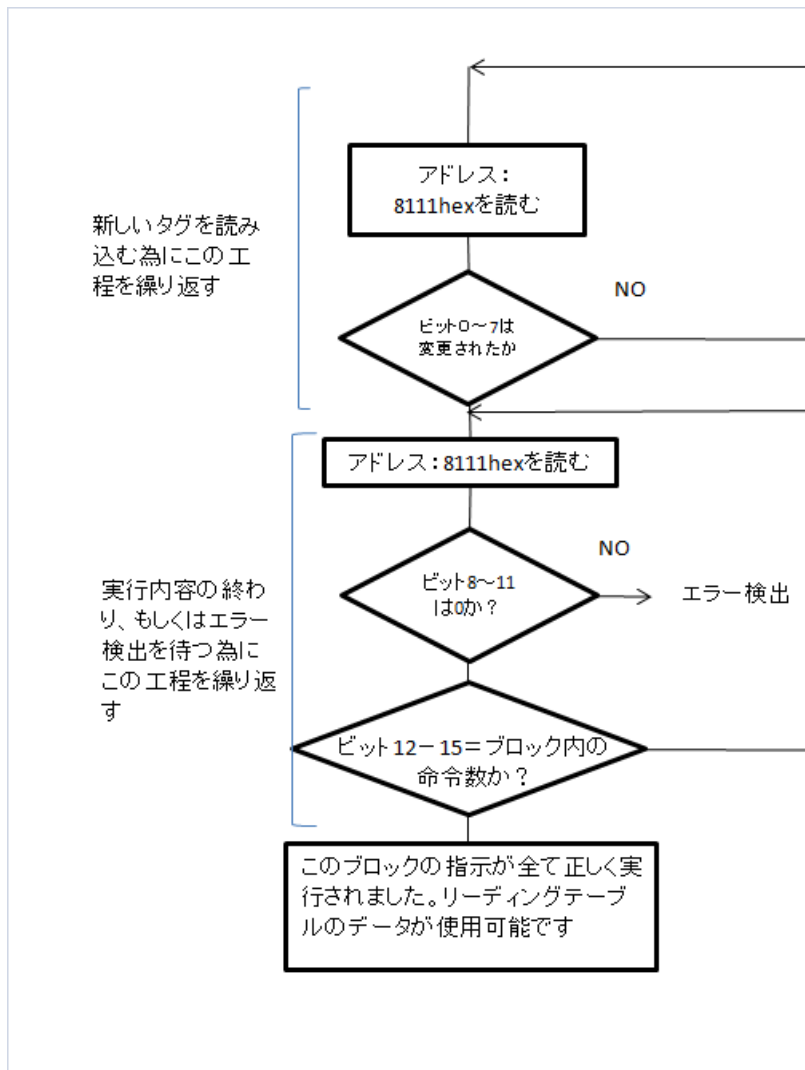 アドレス：
8111hexを読む
新しいタグを読み
込む為にこの工
程を繰り返す
NO
ビット0～7は
変更されたか
アドレス：8111hexを読む
NO
ビット8～11
は0か？
エラー検出
実行内容の終わ
り、もしくはエラー
検出を待つ為に
この工程を繰り返
す
ビット12－15＝ブロック内の
命令数か？
このブロックの指示が全て正しく実
行されました。リーディングテーブ
ルのデータが使用可能です